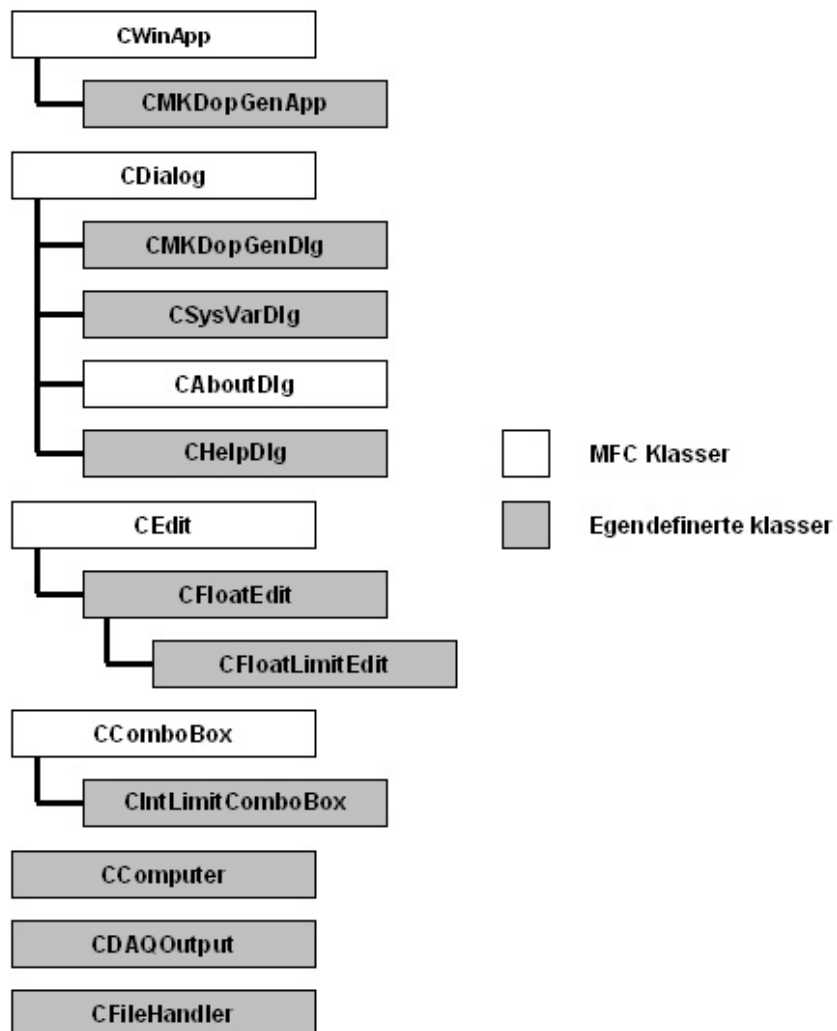 CWinApp
CMKDopGenApp
CDialog
CMKDopGenDlg
CSysVarDlg
CAboutDlg
CHelpDlg
MFC Klasser
CEdit
Egendefinerte klasser
CFloatEdit
CFloatLimitEdit
CComboBox
CIntLimitComboBox
CComputer
CDAQOutput
CFileHandler